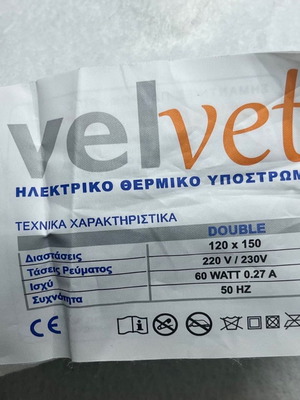 velvet
ΗΛΕΚΤΡΙΚΟ ΘΕΡΜΙΚΟ ΥΠΟΣΤΡΩΜ
ΤΕΧΝΙΚΑ ΧΑΡΑΚΤΗΡΙΣΤΙΚΑ
DOUBLE
Διαστάσεις 120 x 150
Τάσεις Ρεύματος 220 V / 230V
Ισχύ 60 WATT 0.27 A
Συχνότητα 50 HZ
CE